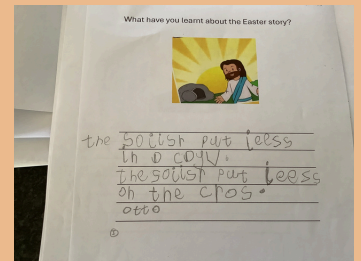 What have you learnt about the Easter story?
the soilsr put jeess
in D cdyv.
the soilsr put jeess
on the cros.
otto